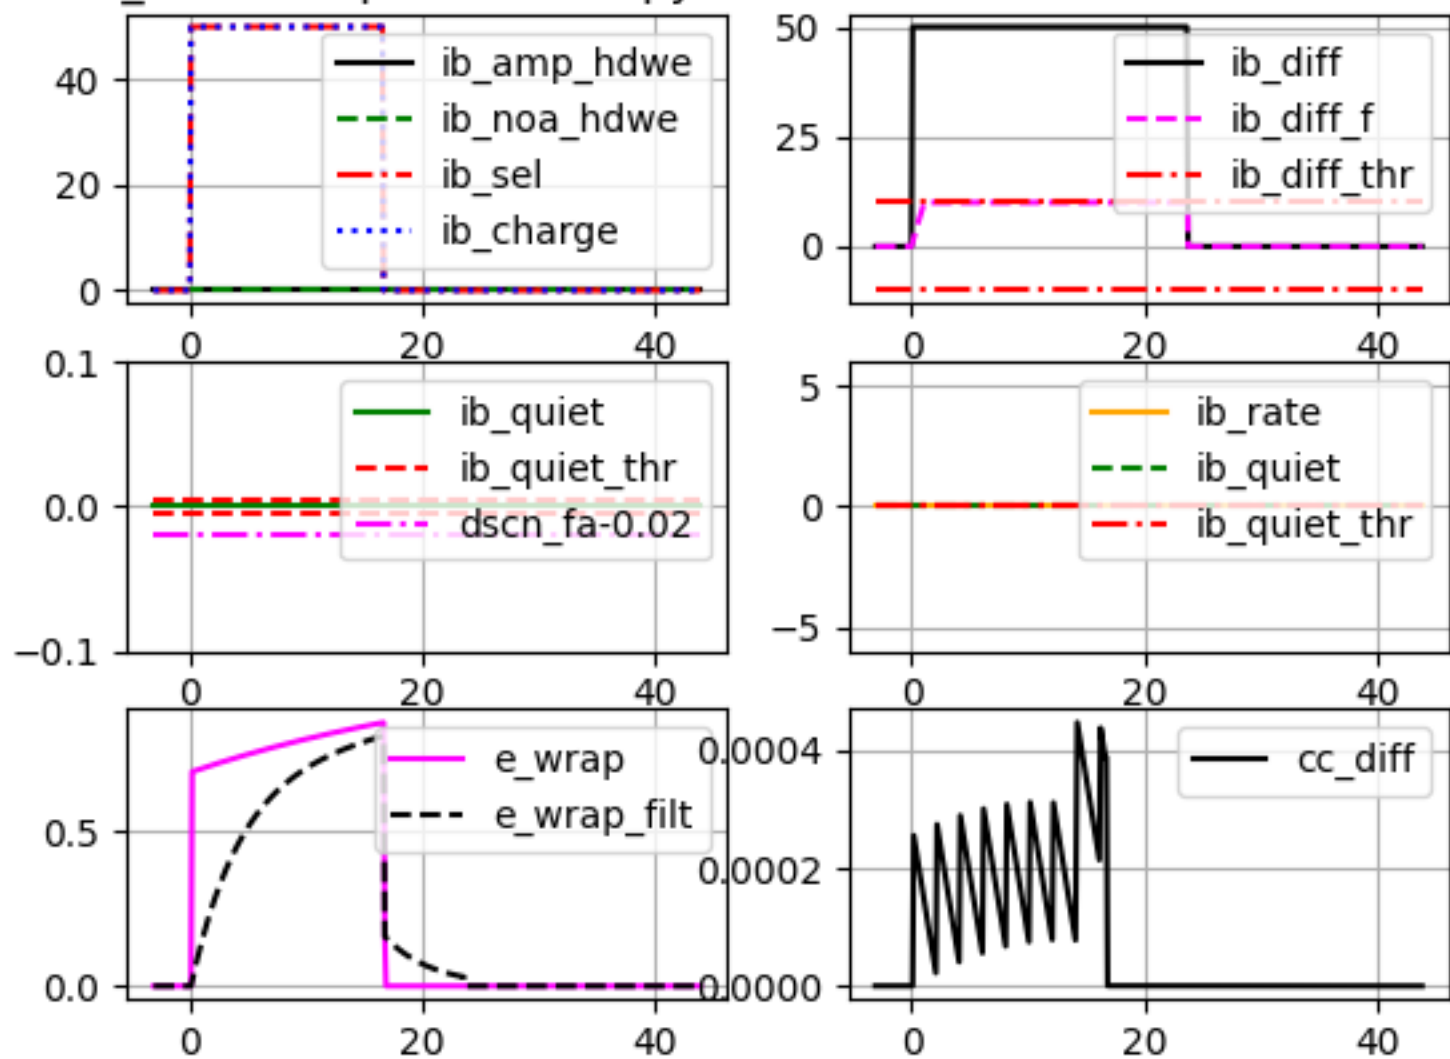 40
20
0
ib_amp_hdwe
ib_noa_hdwe
ib_sel
ib_charge
0 20 40
50
25
0
ib_diff
ib_diff_f
ib_diff_thr
0 20 40
0.1
0.0
−0.1
ib_quiet
ib_quiet_thr
dscn_fa-0.02
0 20 40
5
0
−5
ib_rate
ib_quiet
ib_quiet_thr
0 20 40
0.5
0.0
e_wrap
e_wrap_filt
0 20 40
0.0004
0.0002
0.0000
cc_diff
0 20 40